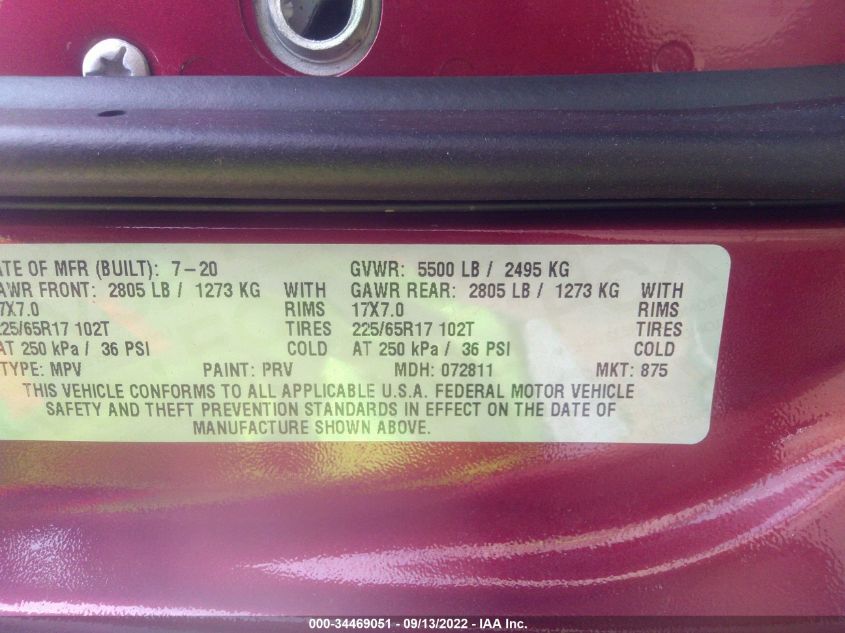 ATE OF MFR (BUILT): 7-20 GVWR: 5500 LB / 2495 KG
AWR FRONT: 2805 LB / 1273 KG WITH GAWR REAR: 2805 LB / 1273 KG WITH
17X7.0 RIMS 17X7.0 RIMS
225/65R17 102T TIRES 225/65R17 102T TIRES
AT 250 kPa / 36 PSI COLD AT 250 kPa / 36 PSI COLD
TYPE: MPV PAINT: PRV MDH: 072811 MKT: 875
THIS VEHICLE CONFORMS TO ALL APPLICABLE U.S.A. FEDERAL MOTOR VEHICLE
SAFETY AND THEFT PREVENTION STANDARDS IN EFFECT ON THE DATE OF
MANUFACTURE SHOWN ABOVE.
000-34469051 - 09/13/2022 - IAA Inc.